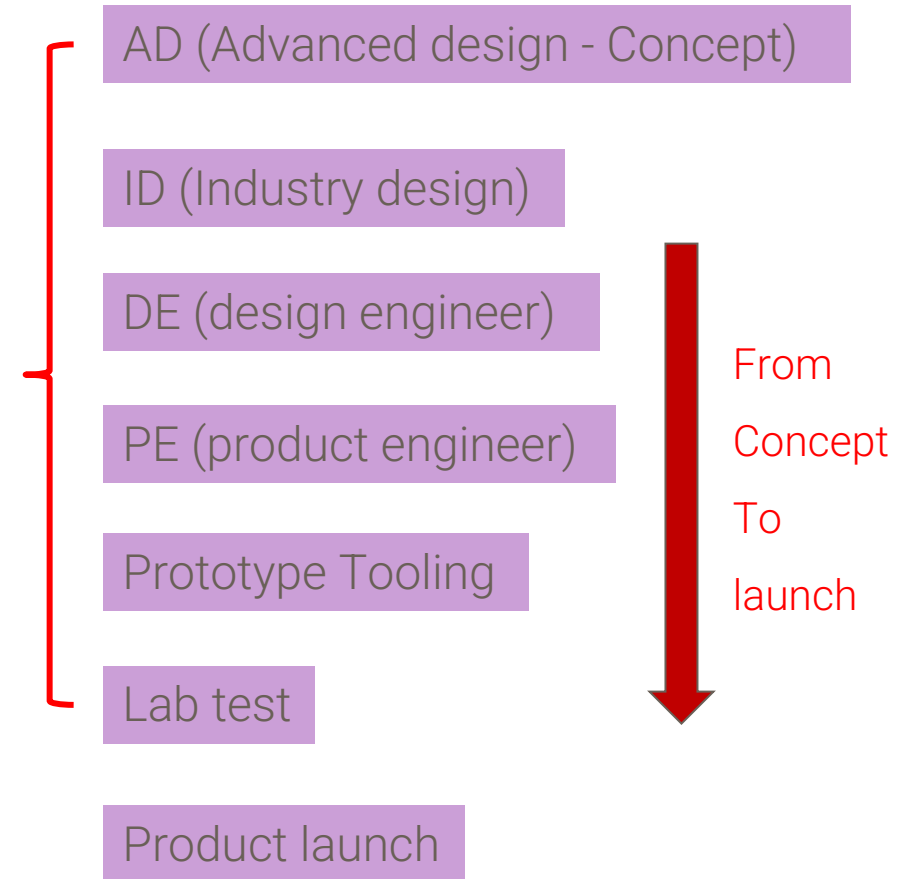 AD (Advanced design - Concept)
ID (Industry design)
DE (design engineer)
PE (product engineer)
Prototype Tooling
Lab test
Product launch
From
Concept
To
launch